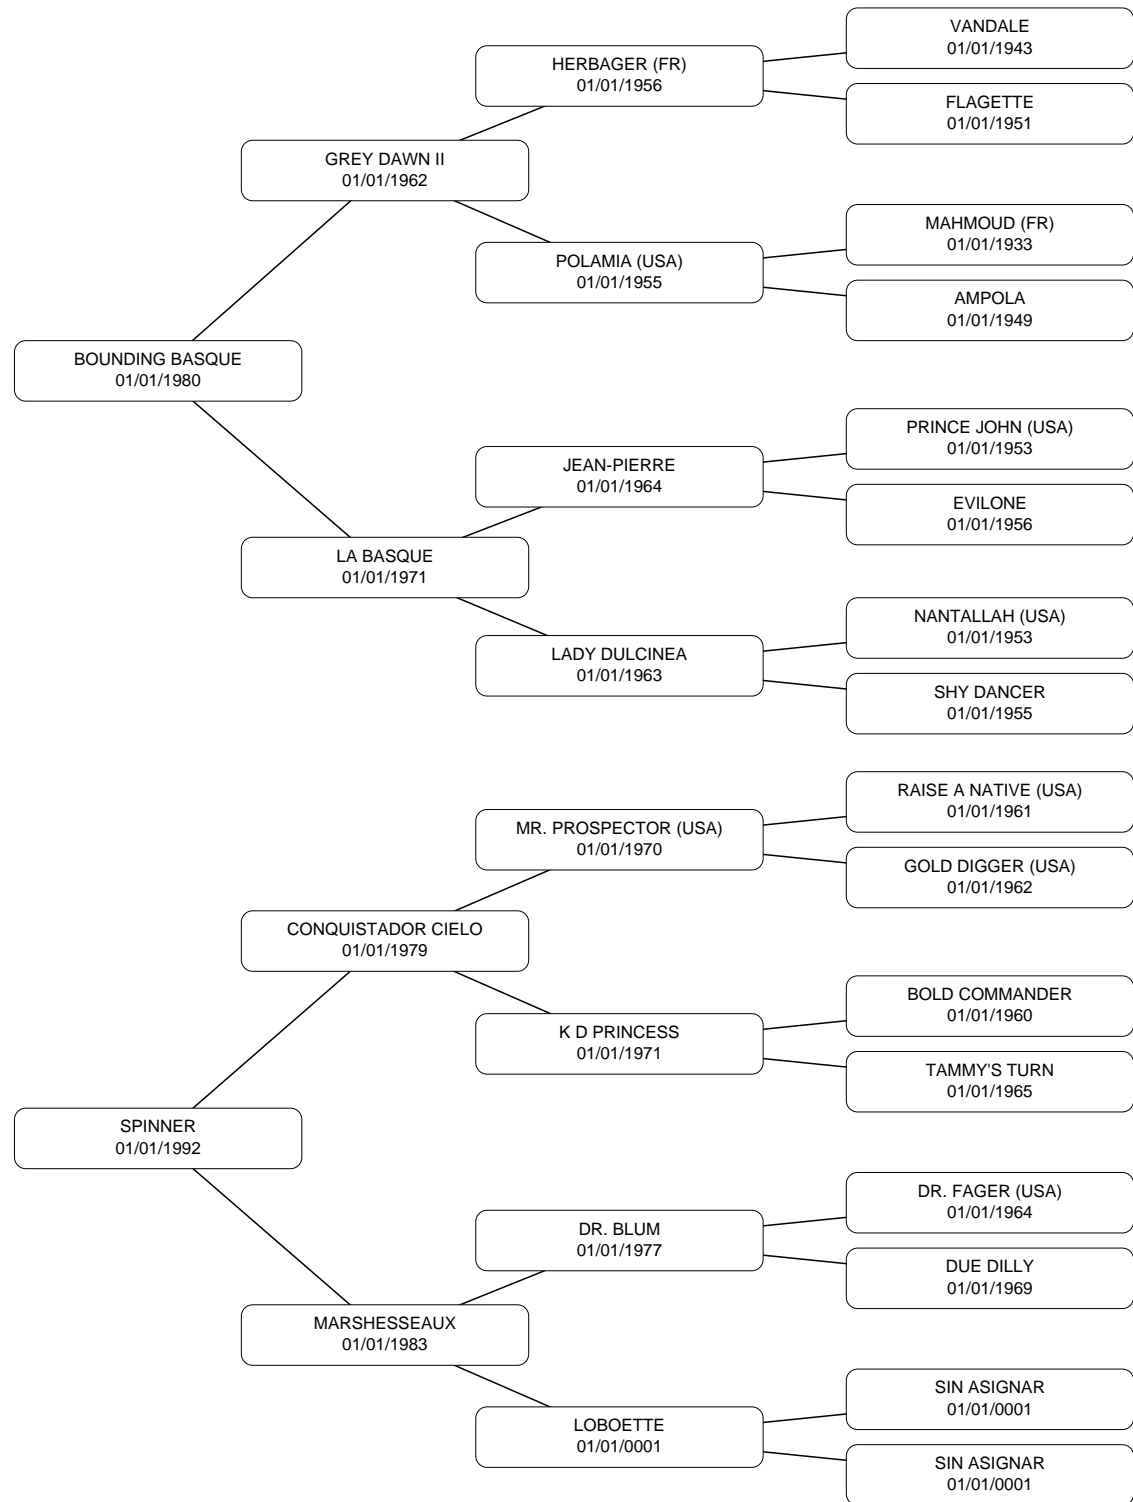 VANDALE
01/01/1943
HERBAGER (FR)
01/01/1956
FLAGETTE
01/01/1951
GREY DAWN II
01/01/1962
MAHMOUD (FR)
01/01/1933
POLAMIA (USA)
01/01/1955
AMPOLA
01/01/1949
BOUNDING BASQUE
01/01/1980
PRINCE JOHN (USA)
01/01/1953
JEAN-PIERRE
01/01/1964
EVILONE
01/01/1956
LA BASQUE
01/01/1971
NANTALLAH (USA)
01/01/1953
LADY DULCINEA
01/01/1963
SHY DANCER
01/01/1955
RAISE A NATIVE (USA)
01/01/1961
MR. PROSPECTOR (USA)
01/01/1970
GOLD DIGGER (USA)
01/01/1962
CONQUISTADOR CIELO
01/01/1979
BOLD COMMANDER
01/01/1960
K D PRINCESS
01/01/1971
TAMMY'S TURN
01/01/1965
SPINNER
01/01/1992
DR. FAGER (USA)
01/01/1964
DR. BLUM
01/01/1977
DUE DILLY
01/01/1969
MARSHESSEAUX
01/01/1983
SIN ASIGNAR
01/01/0001
LOBOETTE
01/01/0001
SIN ASIGNAR
01/01/0001